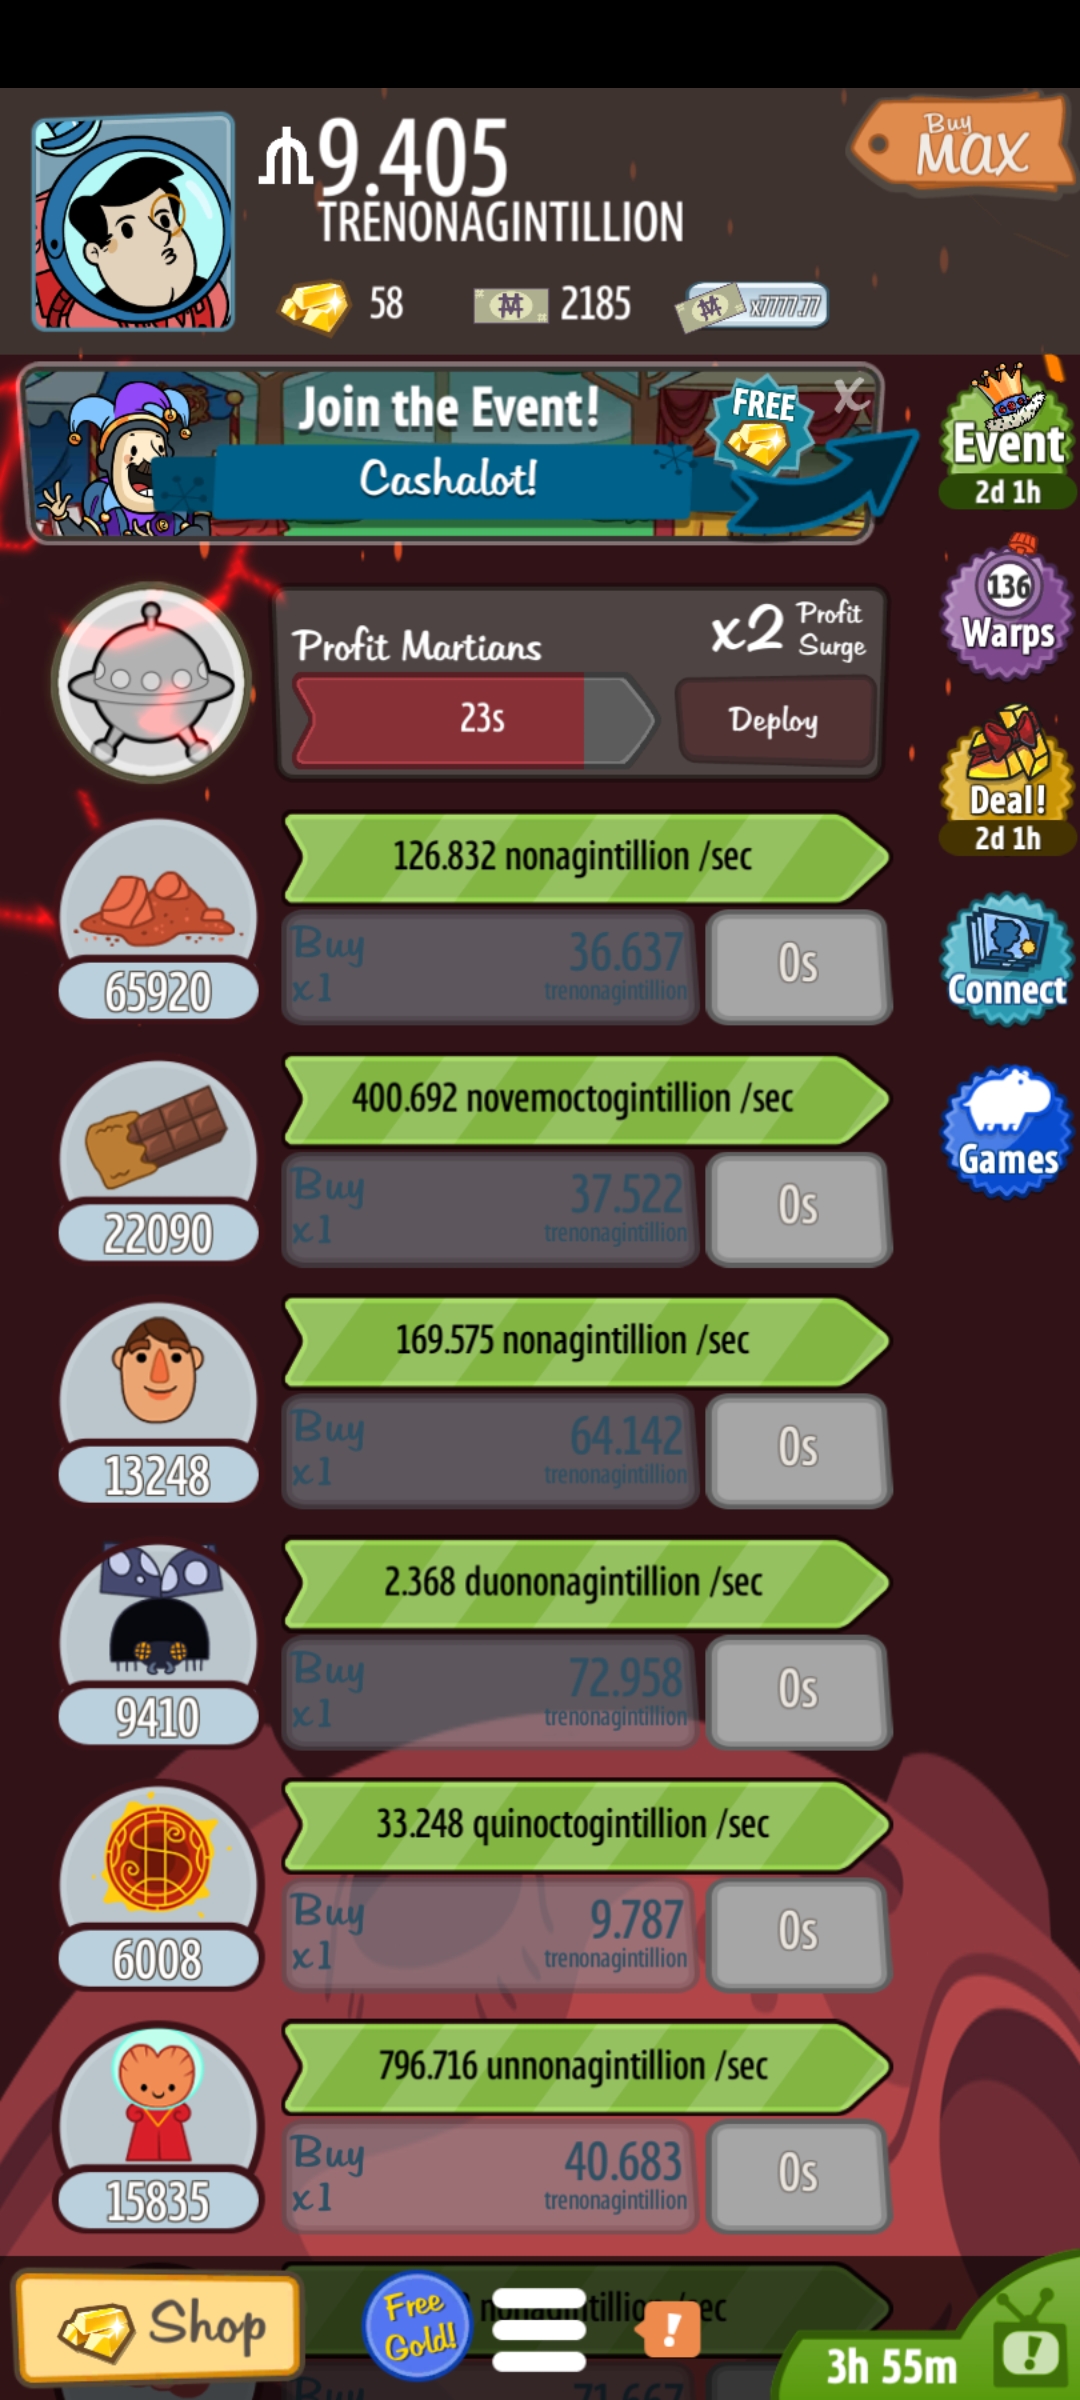 9.405
TRENONAGINTILLION
Buy
MAX
58
2185
x7777.77
Join the Event!
Cashalot!
FREE
X
Event
2d 1h
136
Warps
Profit Martians
x2 Profit Surge
23s
Deploy
Deal!
2d 1h
126.832 nonagintillion /sec
Buy x1
36.637
trenonagintillion
0s
65920
Connect
400.692 novemoctogintillion /sec
Buy x1
37.522
trenonagintillion
0s
22090
Games
169.575 nonagintillion /sec
Buy x1
64.142
trenonagintillion
0s
13248
2.368 duononagintillion /sec
Buy x1
72.958
trenonagintillion
0s
9410
33.248 quinoctogintillion /sec
Buy x1
9.787
trenonagintillion
0s
6008
796.716 unnonagintillion /sec
Buy x1
40.683
trenonagintillion
0s
15835
Shop
Free Gold!
!
3h 55m
!
Buy
71.667